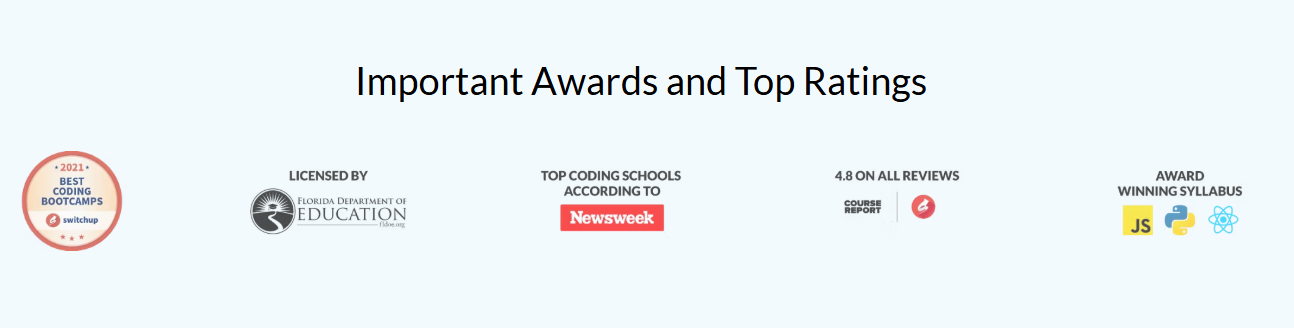 Important Awards and Top Ratings
2021
BEST
CODING
BOOTCAMPS
switchup
LICENSED BY
FLORIDA DEPARTMENT OF
EDUCATION
fldoe.org
TOP CODING SCHOOLS
ACCORDING TO
Newsweek
4.8 ON ALL REVIEWS
COURSE
REPORT
AWARD
WINNING SYLLABUS
JS